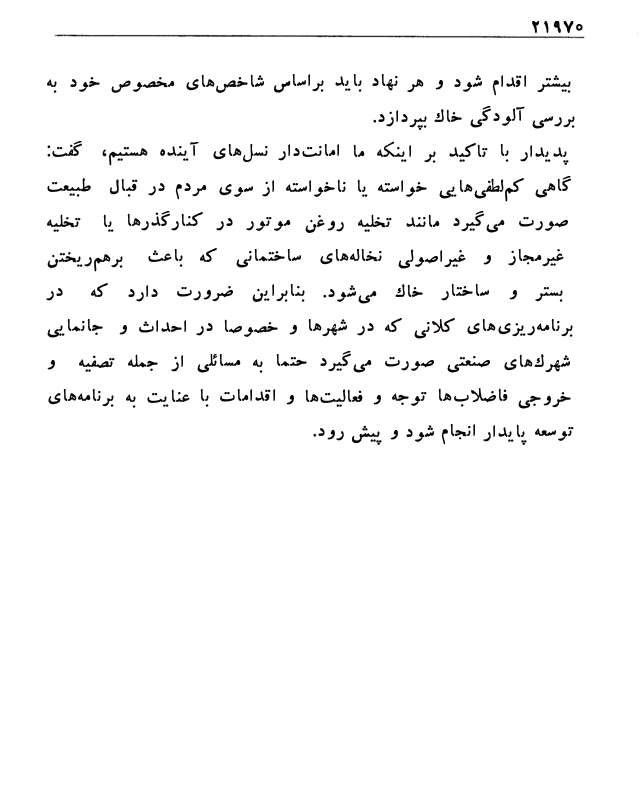 ۲۱۹۷۰
بیشتر اقدام شود و هر نهاد باید براساس شاخص‌های مخصوص خود به
بررسی آلودگی خاك بپردازد.
پدیدار با تاکید بر اینکه ما امانت‌دار نسل‌های آینده هستیم، گفت:
گاهی کم‌لطفی‌هایی خواسته یا ناخواسته از سوی مردم در قبال طبیعت
صورت می‌گیرد مانند تخلیه روغن موتور در کنارگذرها یا تخلیه
غیرمجاز و غیراصولی نخاله‌های ساختمانی که باعث برهم‌ریختن
بستر و ساختار خاك می‌شود. بنابراین ضرورت دارد که در
برنامه‌ریزی‌های کلانی که در شهرها و خصوصا در احداث و جانمایی
شهرك‌های صنعتی صورت می‌گیرد حتما به مسائلی از جمله تصفیه و
خروجی فاضلاب‌ها توجه و فعالیت‌ها و اقدامات با عنایت به برنامه‌های
توسعه پایدار انجام شود و پیش رود.